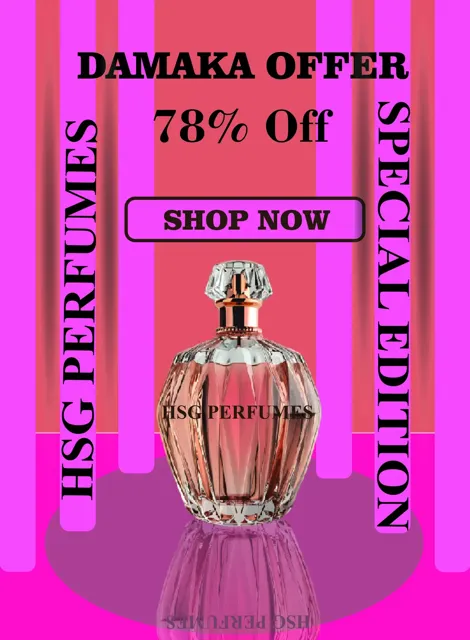 DAMAKA OFFER
78% Off
SHOP NOW
HSG PERFUMES
SPECIAL EDITION
HSG PERFUMES
HSG PERFUMES